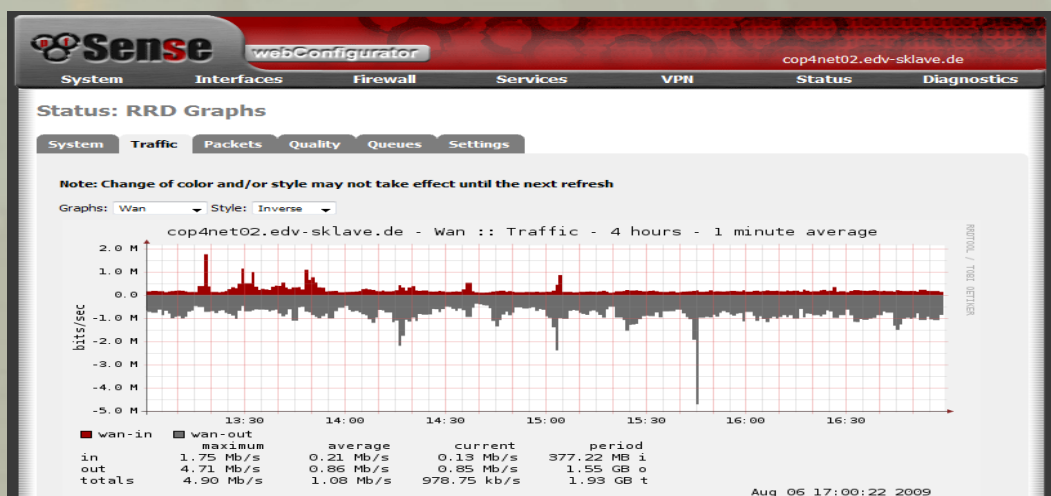 pfSense webConfigurator
cop4net02.edv-sklave.de
System Interfaces Firewall Services VPN Status Diagnostics
Status: RRD Graphs
System Traffic Packets Quality Queues Settings
Note: Change of color and/or style may not take effect until the next refresh
Graphs: Wan Style: Inverse
cop4net02.edv-sklave.de - Wan :: Traffic - 4 hours - 1 minute average
RRDTOOL / TOBI OETIKER
bits/sec
2.0 M
1.0 M
0.0
-1.0 M
-2.0 M
-3.0 M
-4.0 M
-5.0 M
13:30 14:00 14:30 15:00 15:30 16:00 16:30
wan-in wan-out
maximum average current period
in 1.75 Mb/s 0.21 Mb/s 0.13 Mb/s 377.22 MB i
out 4.71 Mb/s 0.86 Mb/s 0.85 Mb/s 1.55 GB o
totals 4.90 Mb/s 1.08 Mb/s 978.75 kb/s 1.93 GB t
Aug 06 17:00:22 2009